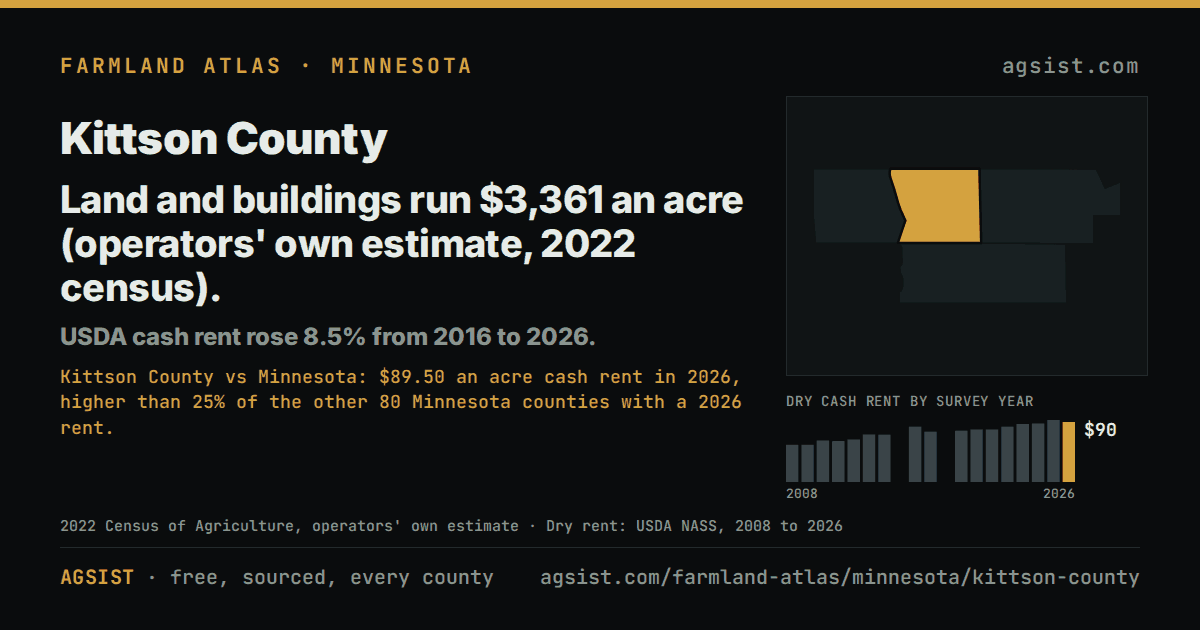 FARMLAND ATLAS · MINNESOTA
agsist.com
Kittson County
Land and buildings run $3,361 an acre
(operators' own estimate, 2022
census).
USDA cash rent rose 8.5% from 2016 to 2026.
Kittson County vs Minnesota: $89.50 an acre cash rent in 2026,
higher than 25% of the other 80 Minnesota counties with a 2026
rent.
DRY CASH RENT BY SURVEY YEAR
$90
2008 2026
2022 Census of Agriculture, operators' own estimate · Dry rent: USDA NASS, 2008 to 2026
AGSIST · free, sourced, every county
agsist.com/farmland-atlas/minnesota/kittson-county